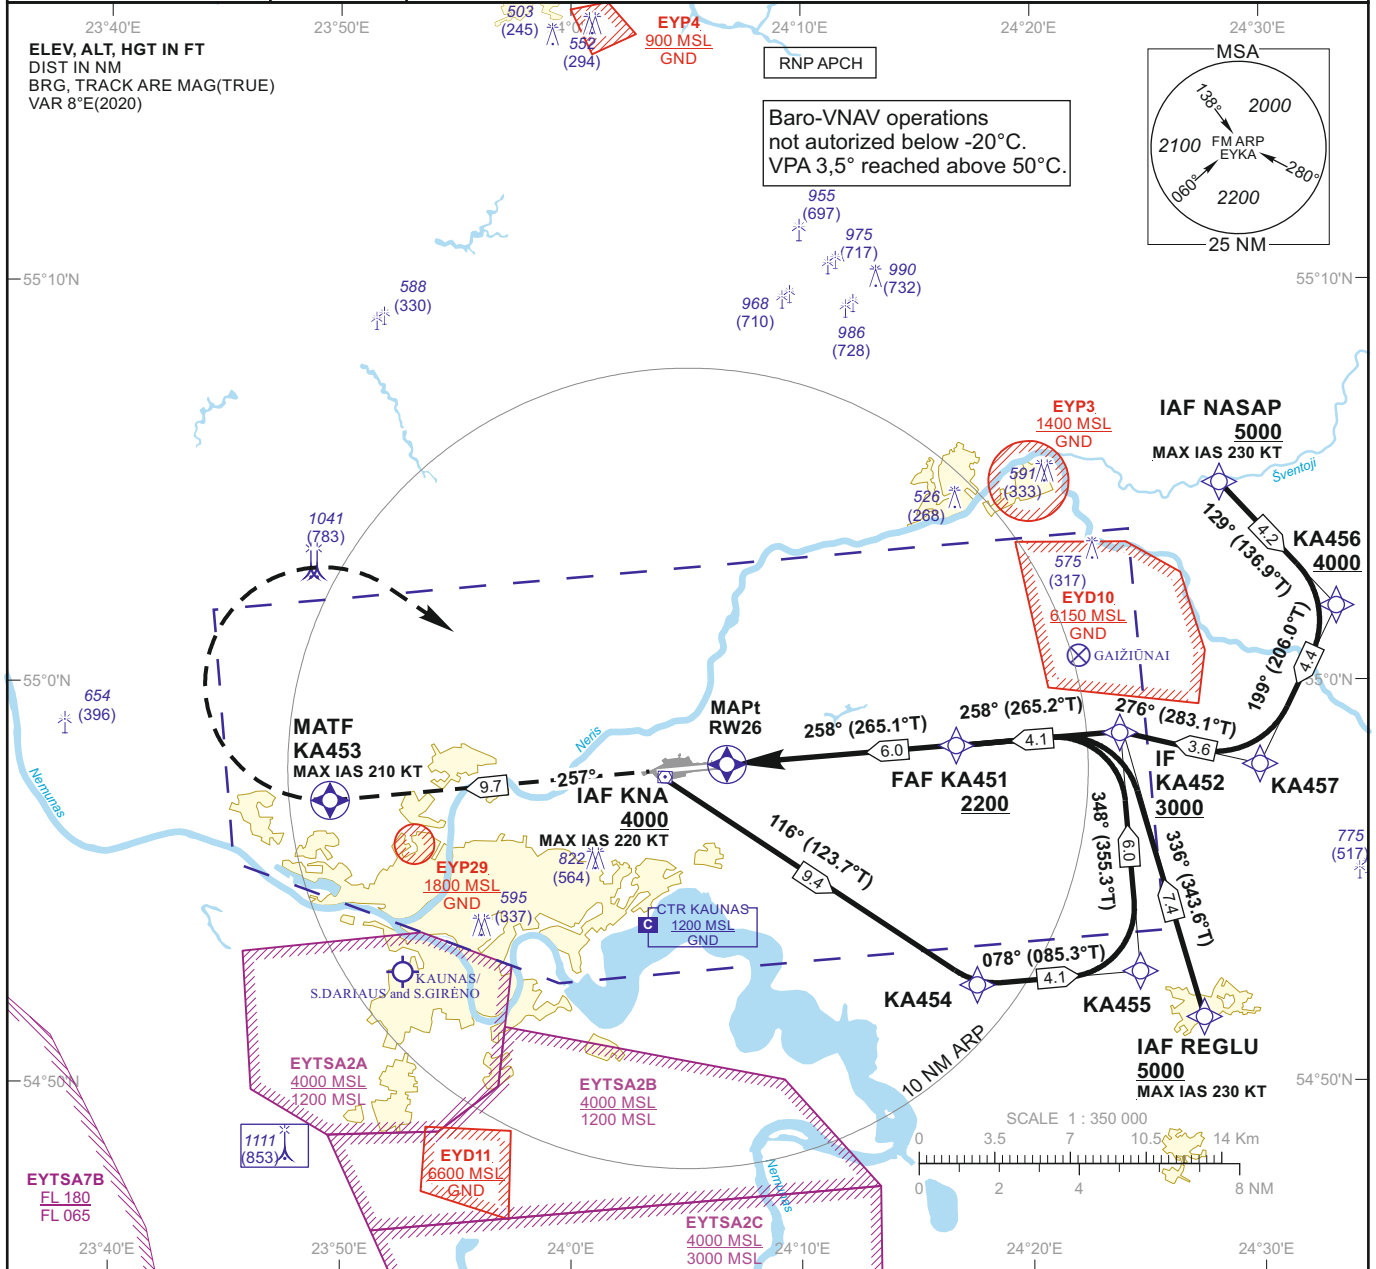 23°40'E
23°50'E
24°0'E
24°10'E
24°20'E
24°30'E
ELEV, ALT, HGT IN FT
DIST IN NM
BRG, TRACK ARE MAG(TRUE)
VAR 8°E(2020)
503
(245)
552
(294)
EYP4
900 MSL
GND
RNP APCH
Baro-VNAV operations
not autorized below -20°C.
VPA 3,5° reached above 50°C.
MSA
138°
2000
2100
FM ARP
EYKA
280°
060°
2200
25 NM
955
(697)
975
(717)
990
(732)
968
(710)
986
(728)
588
(330)
55°10'N
55°10'N
EYP3
1400 MSL
GND
591
(333)
526
(268)
IAF NASAP
5000
MAX IAS 230 KT
Šventoji
129° (136.9°T)
4.2
KA456
4000
1041
(783)
575
(317)
EYD10
6150 MSL
GND
GAIŽIŪNAI
199° (206.0°T)
4.4
55°0'N
55°0'N
654
(396)
Nemunas
MATF
KA453
MAX IAS 210 KT
Neris
MAPt
RW26
258° (265.1°T)
6.0
258° (265.2°T)
4.1
276° (283.1°T)
3.6
IF
KA452
3000
KA457
FAF KA451
2200
9.7
257°
IAF KNA
4000
MAX IAS 220 KT
822
(564)
116° (123.7°T)
9.4
348° (355.3°T)
6.0
336° (343.6°T)
7.4
775
(517)
EYP29
1800 MSL
GND
595
(337)
C
CTR KAUNAS
1200 MSL
GND
KAUNAS/
S.DARIAUS and S.GIRĖNO
078° (085.3°T)
4.1
KA454
KA455
IAF REGLU
5000
MAX IAS 230 KT
10 NM ARP
EYTSA2A
4000 MSL
1200 MSL
EYTSA2B
4000 MSL
1200 MSL
54°50'N
54°50'N
SCALE 1 : 350 000
0
3.5
7
10.5
14 Km
0
2
4
8 NM
1111
(853)
EYD11
6600 MSL
GND
Nemunas
EYTSA7B
FL 180
FL 065
EYTSA2C
4000 MSL
3000 MSL
23°40'E
23°50'E
24°0'E
24°10'E
24°20'E
24°30'E